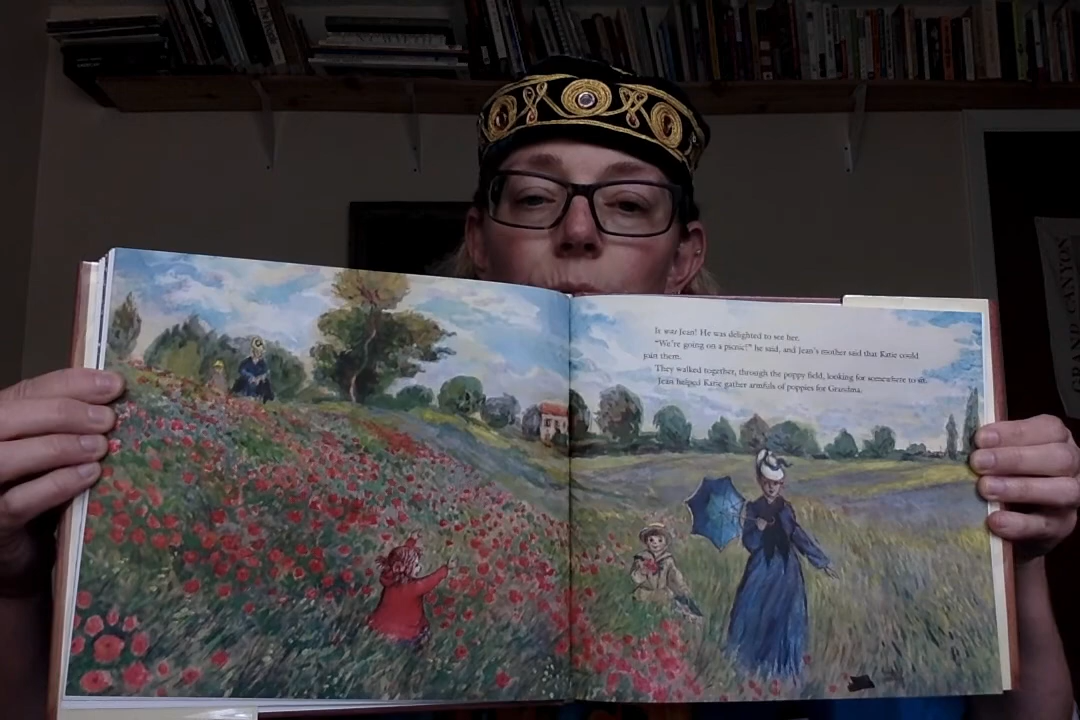 It was Jean! He was delighted to see her.
"We're going on a picnic!" he said, and Jean's mother said that Katie could
join them.
They walked together, through the poppy field, looking for somewhere to sit.
Jean helped Katie gather armfuls of poppies for Grandma.
GRAND CANYON